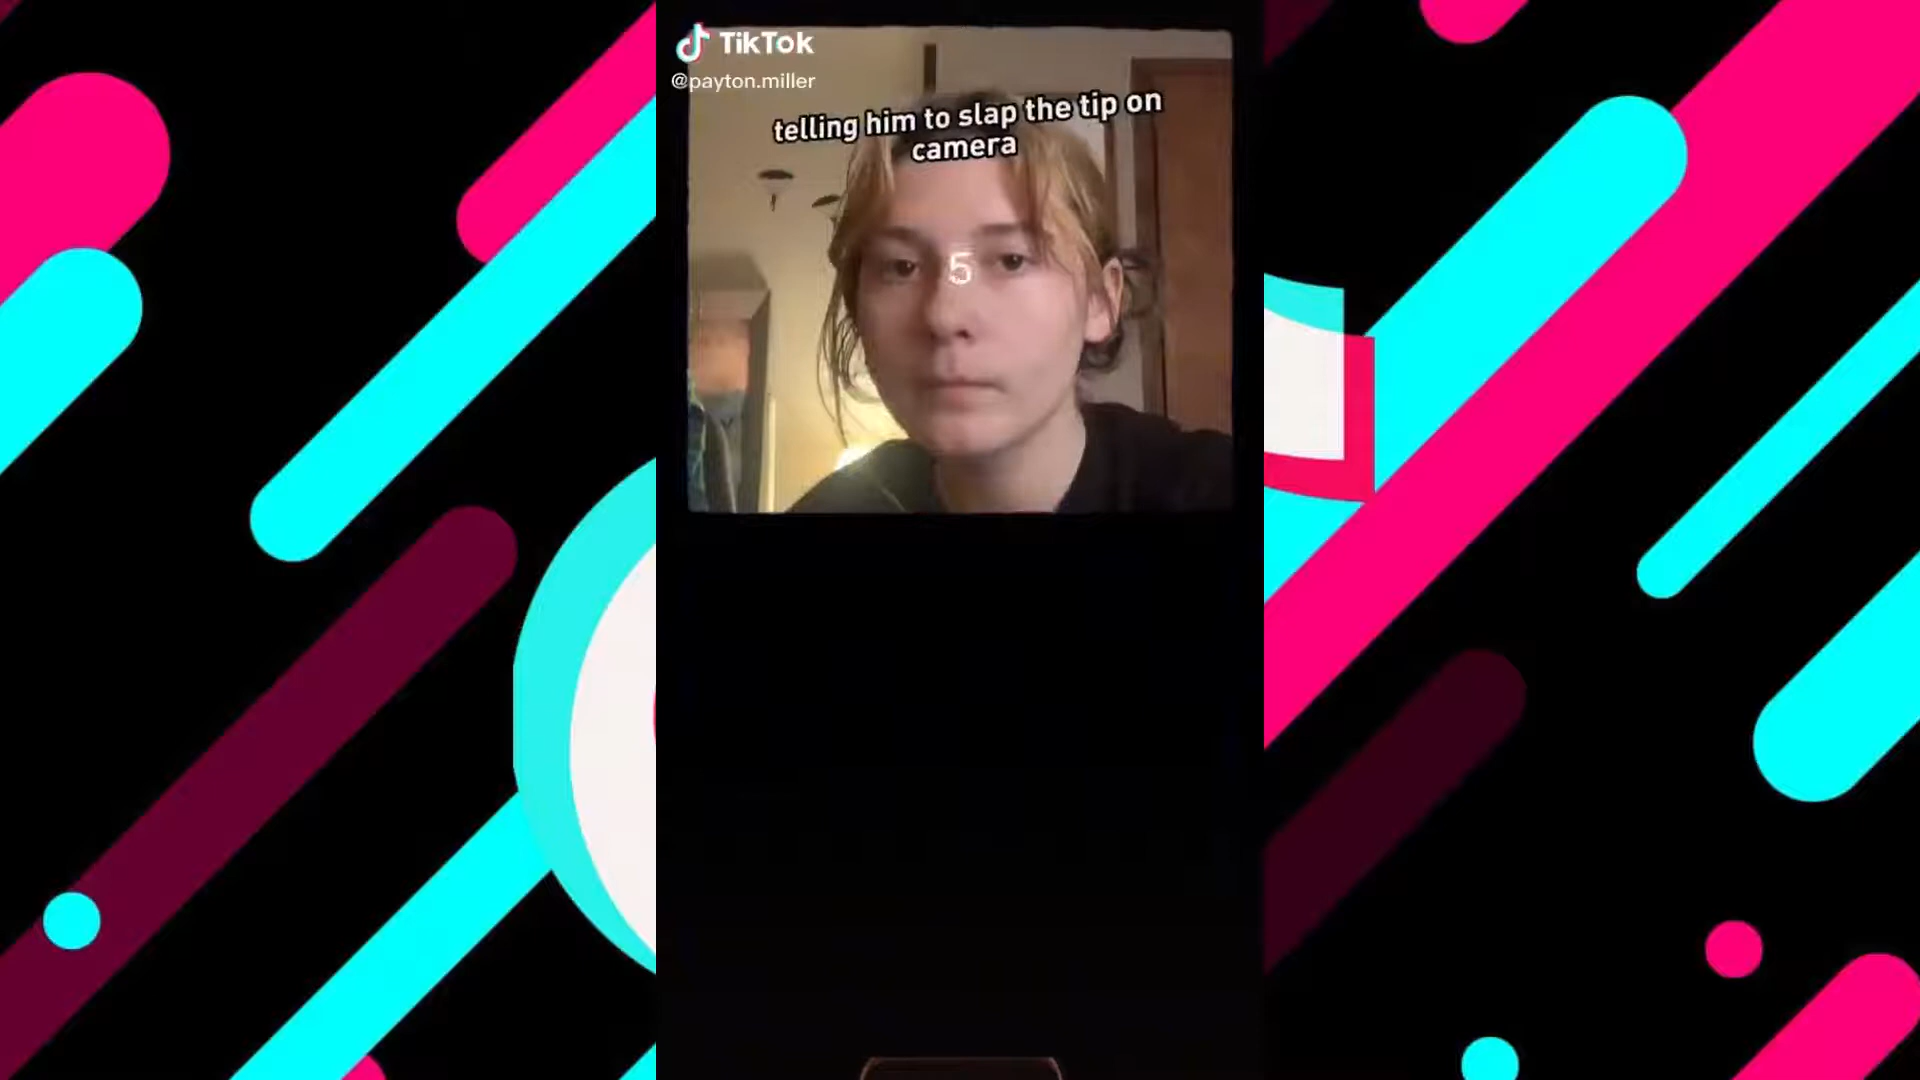 TikTok
@payton.miller
telling him to slap the tip on
camera
5